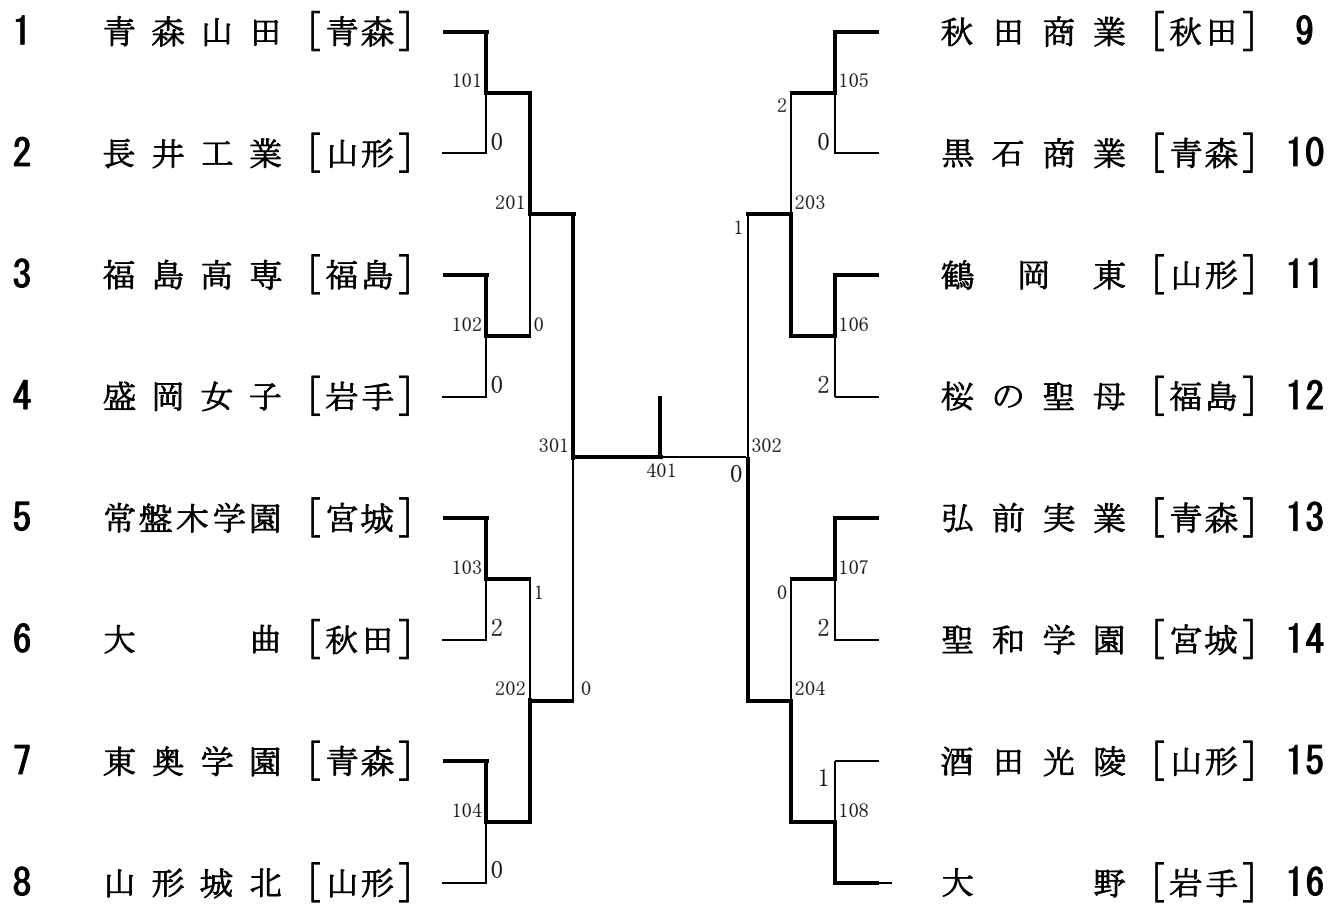 1 青森山田 [青森] 秋田商業 [秋田] 9
101 105
2
0 0
2 長井工業 [山形] 黒石商業 [青森] 10
201 203
1
3 福島高専 [福島] 鶴岡東 [山形] 11
102 0 106
0 2
4 盛岡女子 [岩手] 桜の聖母 [福島] 12
301 302
401 0
5 常盤木学園 [宮城] 弘前実業 [青森] 13
103 107
1 0
2 2
6 大曲 [秋田] 聖和学園 [宮城] 14
202 0 204
7 東奥学園 [青森] 酒田光陵 [山形] 15
1
104 108
0
8 山形城北 [山形] 大野 [岩手] 16